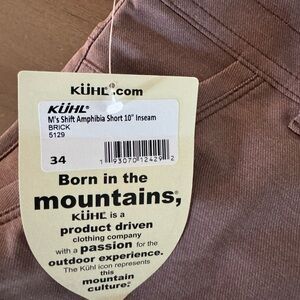 KÜHL®.com
KÜHL®
M's Shift Amphibia Short 10" Inseam
BRICK
5129
34
1 93070 12429 2
Born in the
mountains,®
KÜHL IS a
product driven
clothing company
with a passion for the
outdoor experience.
The Kühl icon represents
this
mountain
culture.®